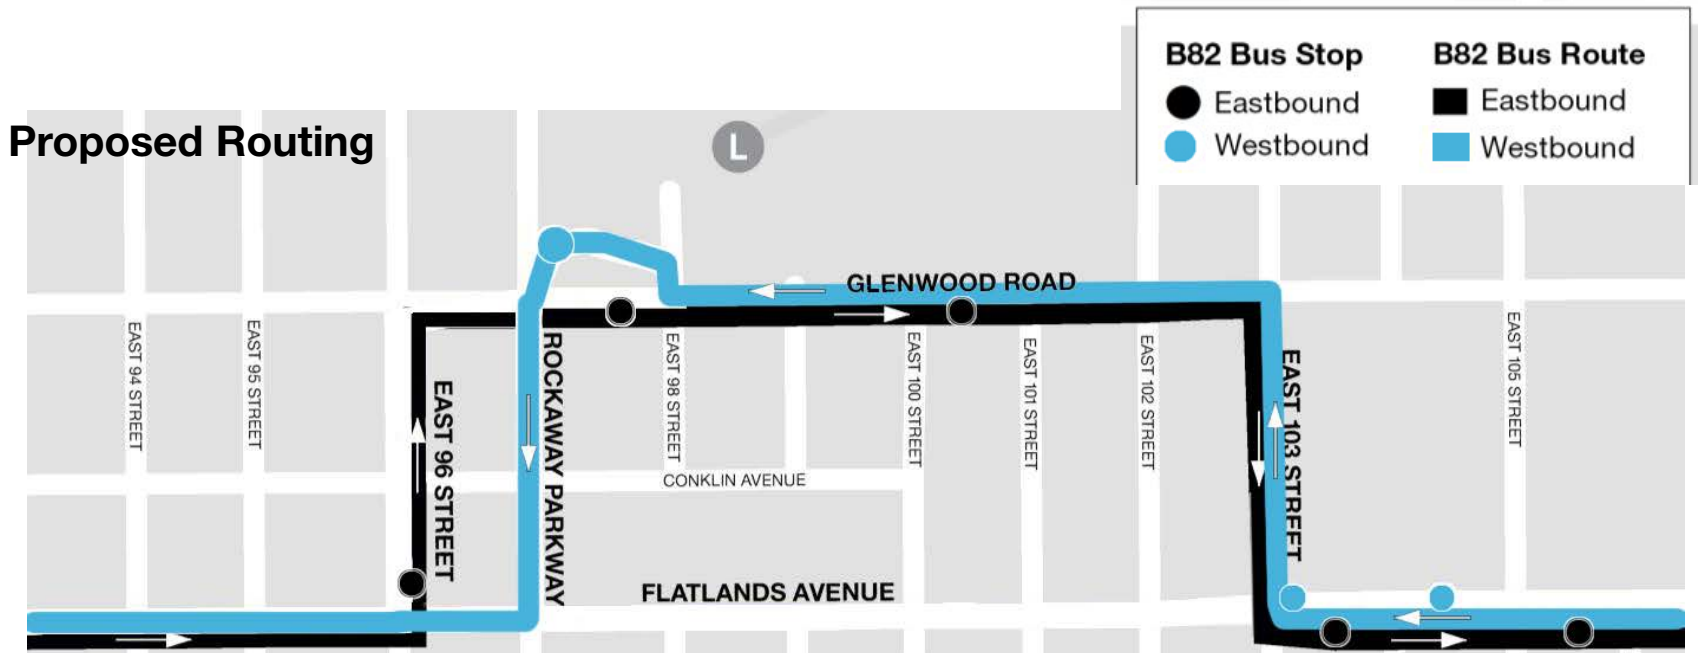 B82 Bus Stop
B82 Bus Route
Eastbound
Eastbound
Westbound
Westbound
Proposed Routing
L
GLENWOOD ROAD
EAST 94 STREET
EAST 95 STREET
EAST 96 STREET
ROCKAWAY PARKWAY
EAST 98 STREET
EAST 100 STREET
EAST 101 STREET
EAST 102 STREET
EAST 103 STREET
EAST 105 STREET
CONKLIN AVENUE
FLATLANDS AVENUE